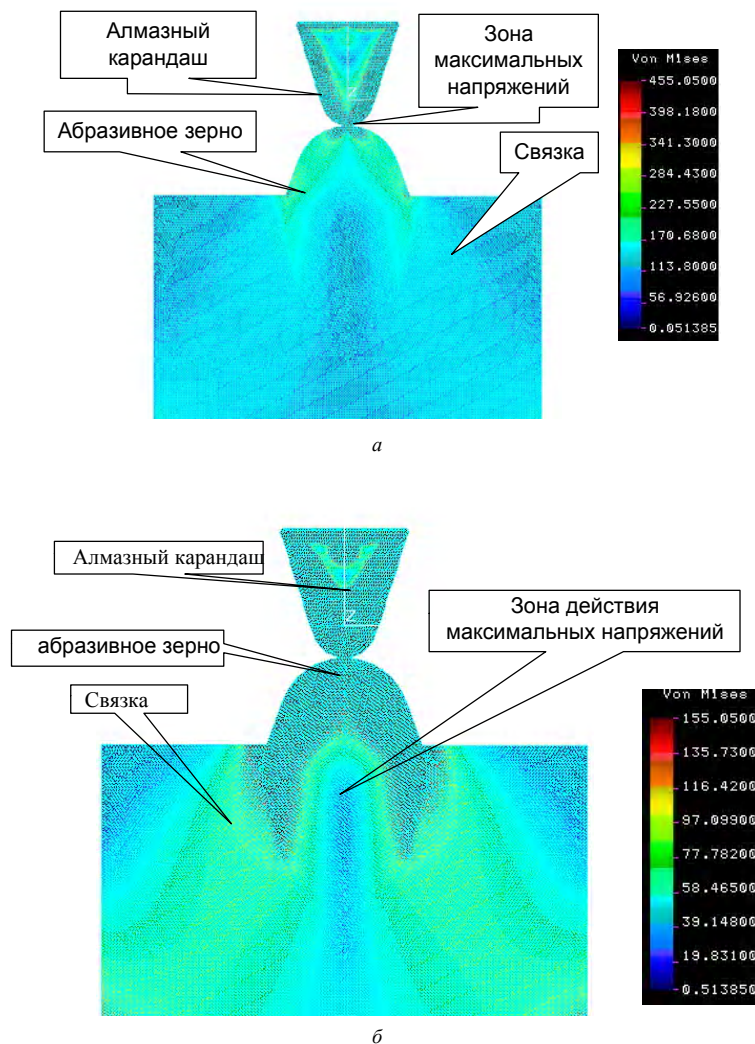 Алмазный
карандаш
Зона
максимальных
напряжений
Абразивное зерно
Связка
Z
Von Mises
455.0500
398.1800
341.3000
284.4300
227.5500
170.6800
113.8000
56.92600
0.051385
а
Алмазный карандаш
Зона действия
максимальных напряжений
абразивное зерно
Связка
Z
Von Mises
155.0500
135.7300
116.4200
97.09900
77.78200
58.46500
39.14800
19.83100
0.513850
б